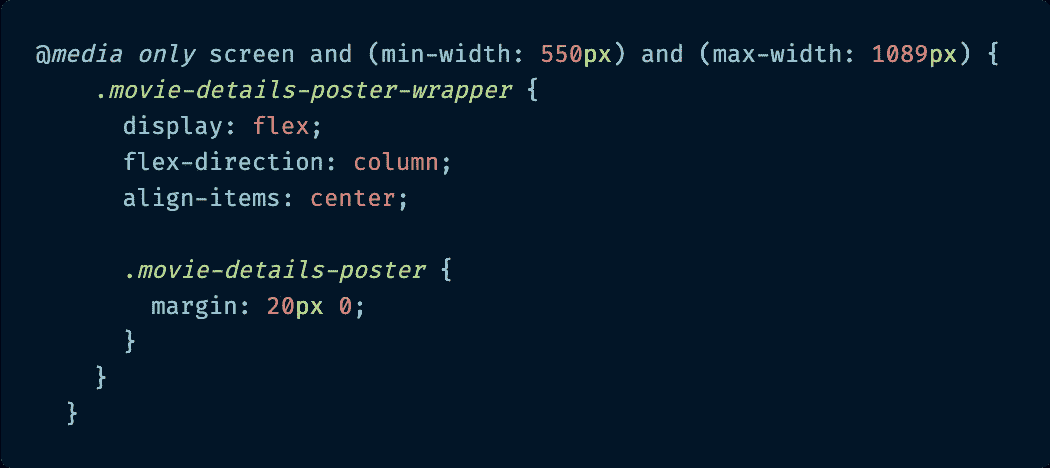 @media only screen and (min-width: 550px) and (max-width: 1089px) {
    .movie-details-poster-wrapper {
      display: flex;
      flex-direction: column;
      align-items: center;

      .movie-details-poster {
        margin: 20px 0;
      }
    }
  }